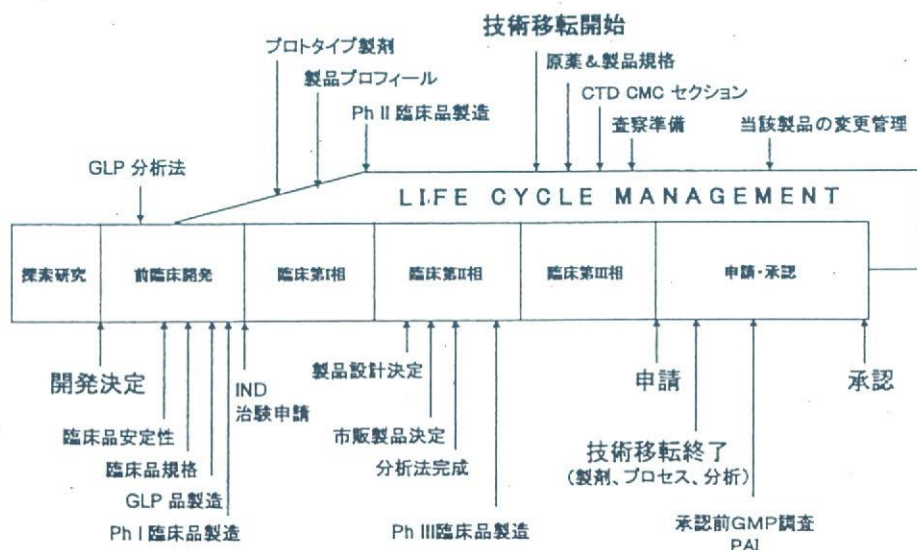 技術移転開始
プロトタイプ製剤
原薬&製品規格
製品プロフィール
CTD CMC セクション
Ph II 臨床品製造
査察準備
当該製品の変更管理
GLP 分析法
LIFE CYCLE MANAGEMENT
探索研究
前臨床開発
臨床第I相
臨床第II相
臨床第III相
申請・承認
開発決定
IND
治験申請
製品設計決定
申請
承認
臨床品安定性
市販製品決定
臨床品規格
分析法完成
技術移転終了
(製剤、プロセス、分析)
GLP 品製造
Ph I 臨床品製造
Ph III臨床品製造
承認前GMP調査
PAI